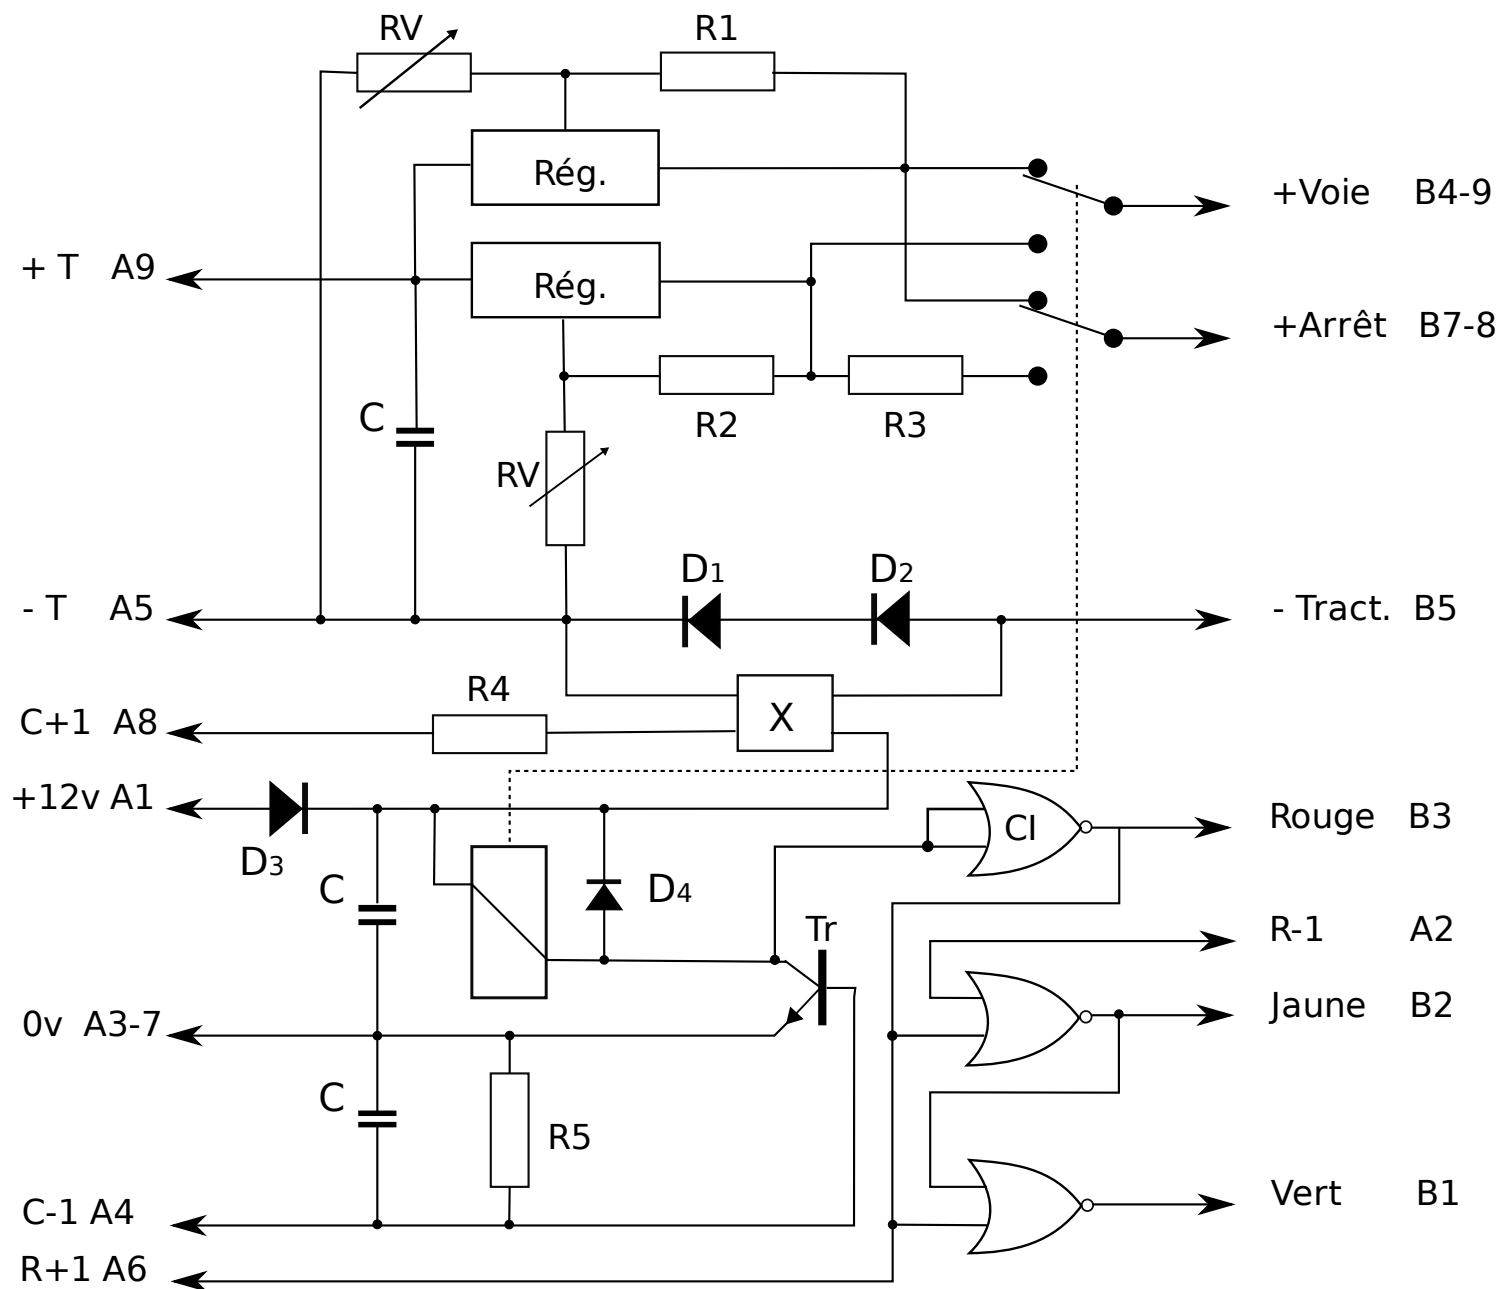 RV
R1
Rég.
+Voie B4-9
+ T A9
Rég.
+Arrêt B7-8
C
R2
R3
RV
D1
D2
- T A5
- Tract. B5
R4
C+1 A8
X
+12v A1
D3
CI
Rouge B3
C
D4
Tr
R-1 A2
0v A3-7
Jaune B2
C
R5
C-1 A4
Vert B1
R+1 A6